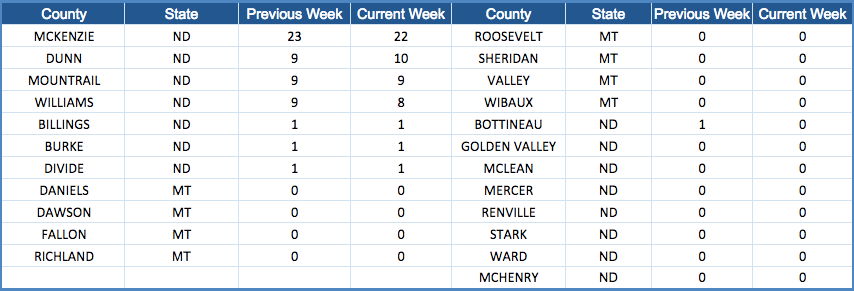 County State Previous Week Current Week County State Previous Week Current Week
MCKENZIE ND 23 22 ROOSEVELT MT 0 0
DUNN ND 9 10 SHERIDAN MT 0 0
MOUNTRAIL ND 9 9 VALLEY MT 0 0
WILLIAMS ND 9 8 WIBAUX MT 0 0
BILLINGS ND 1 1 BOTTINEAU ND 1 0
BURKE ND 1 1 GOLDEN VALLEY ND 0 0
DIVIDE ND 1 1 MCLEAN ND 0 0
DANIELS MT 0 0 MERCER ND 0 0
DAWSON MT 0 0 RENVILLE ND 0 0
FALLON MT 0 0 STARK ND 0 0
RICHLAND MT 0 0 WARD ND 0 0
MCHENRY ND 0 0